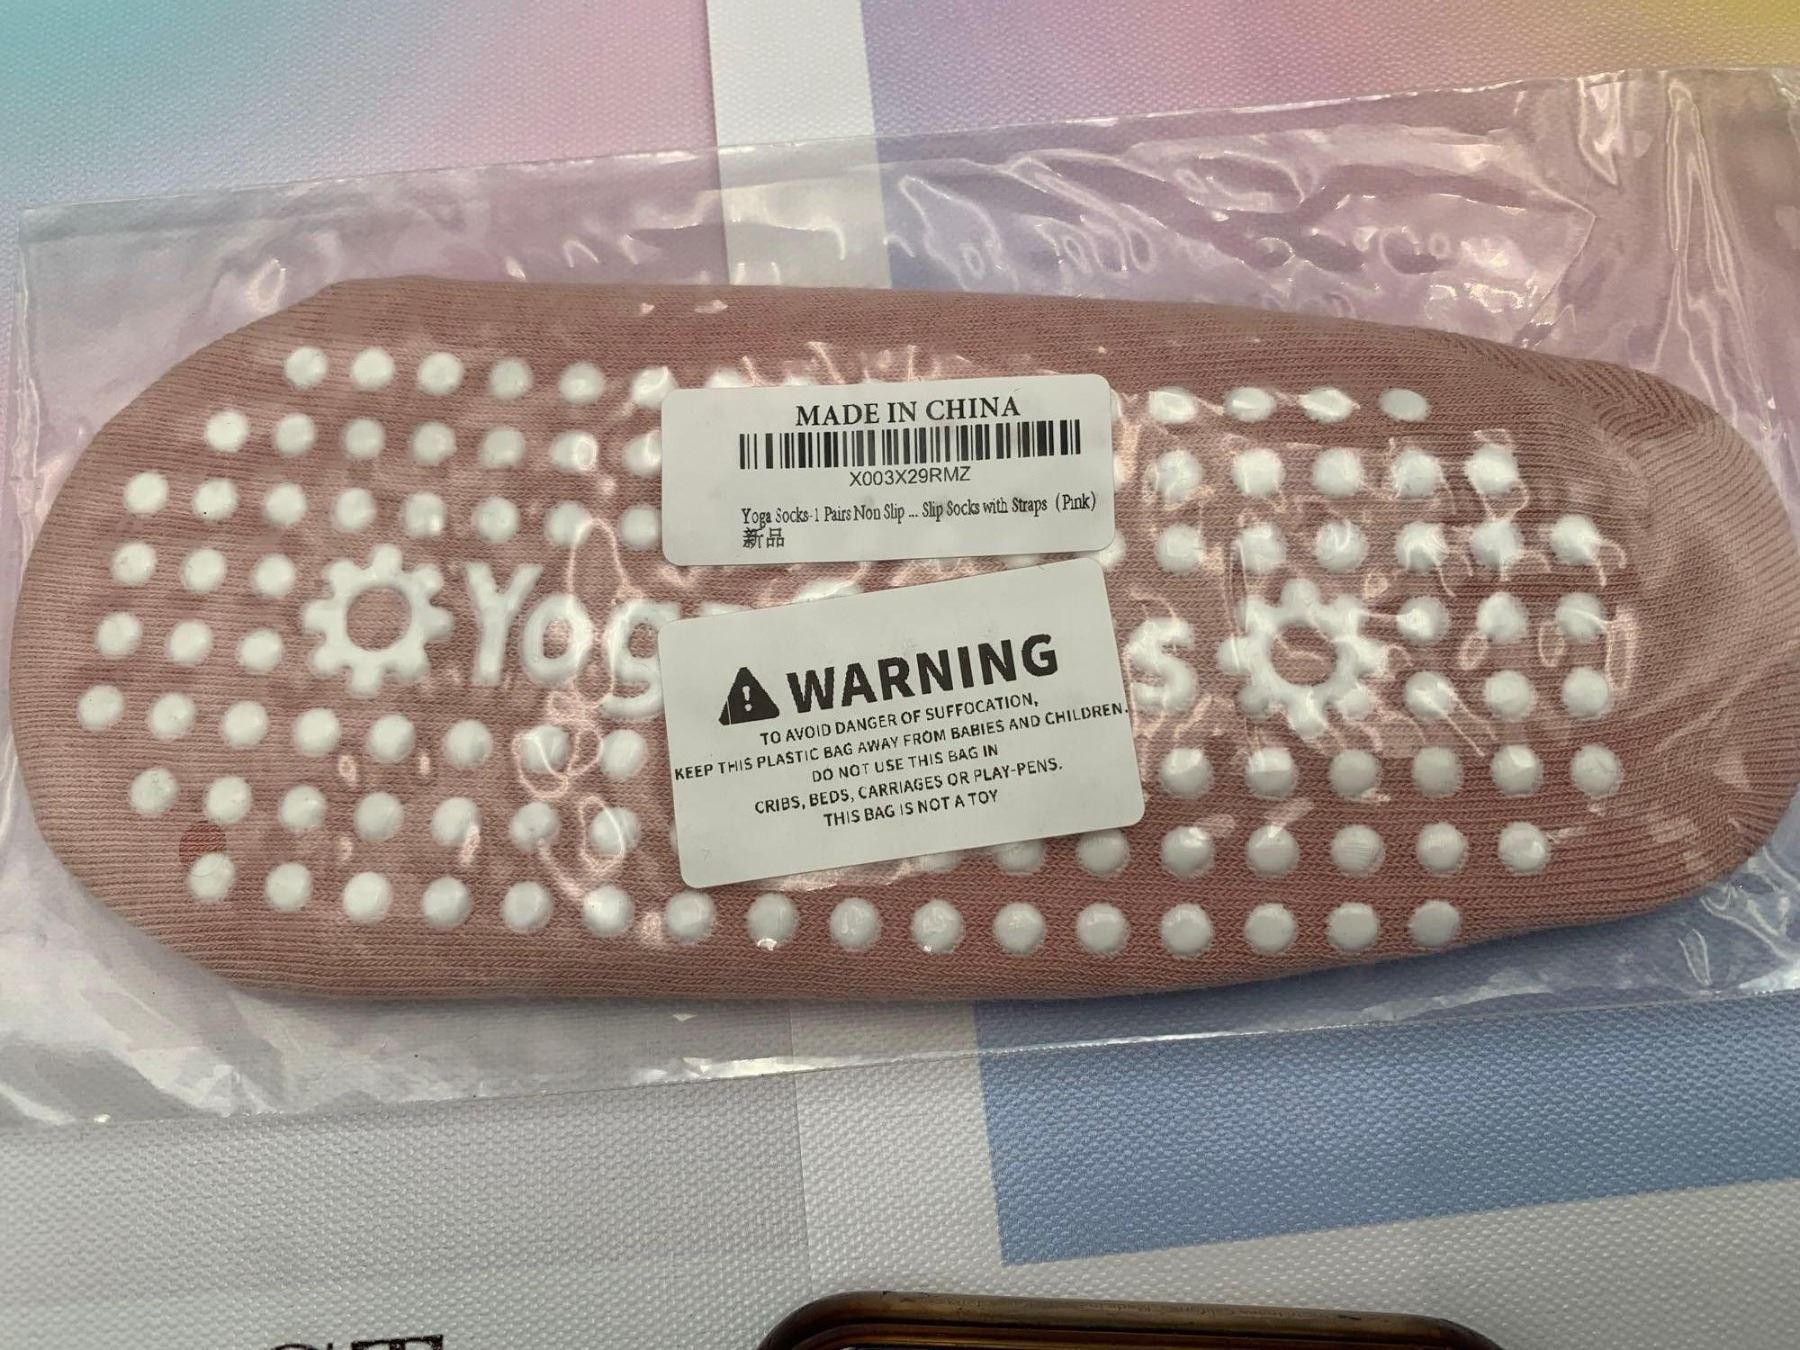 MADE IN CHINA
X003X29RMZ
Yoga Socks-1 Pairs Non Slip ... Slip Socks with Straps (Pink)
新品
Yog
s
WARNING
TO AVOID DANGER OF SUFFOCATION,
KEEP THIS PLASTIC BAG AWAY FROM BABIES AND CHILDREN.
DO NOT USE THIS BAG IN
CRIBS, BEDS, CARRIAGES OR PLAY-PENS.
THIS BAG IS NOT A TOY